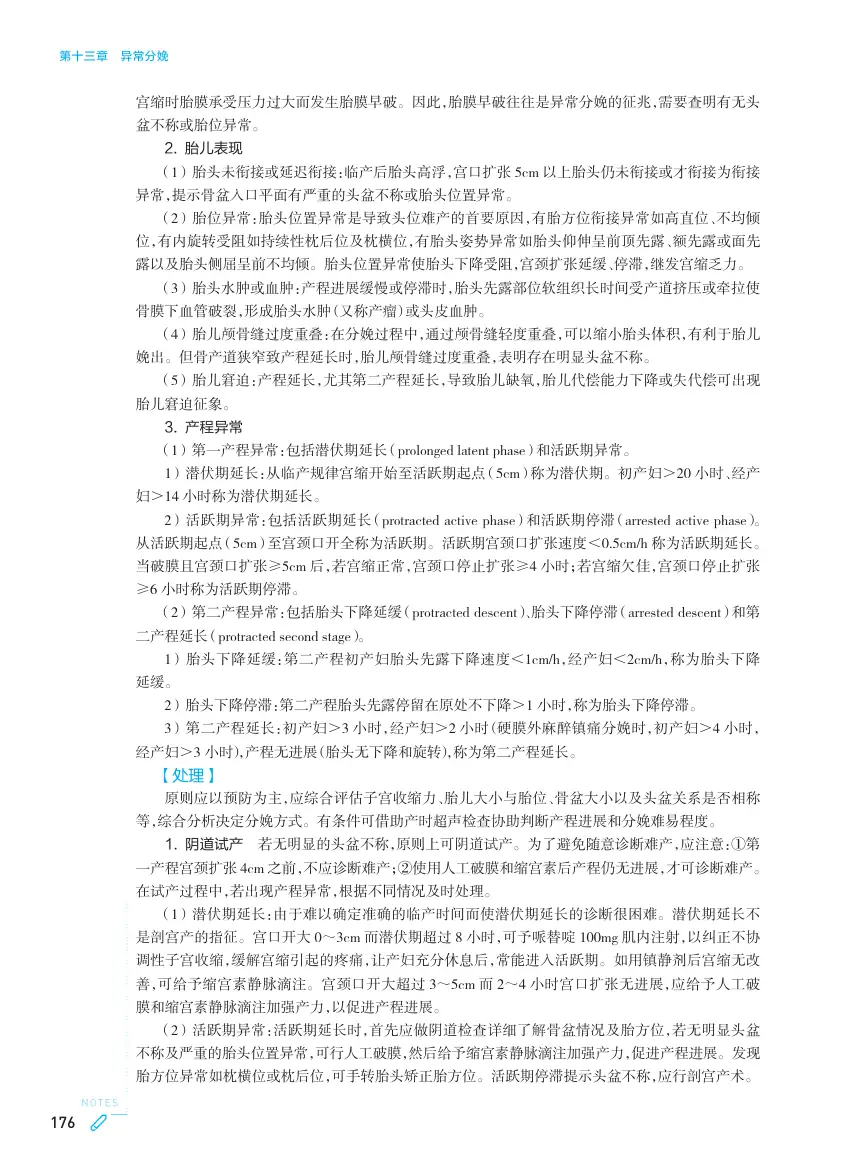 第十三章 异常分娩
宫缩时胎膜承受压力过大而发生胎膜早破。因此,胎膜早破往往是异常分娩的征兆,需要查明有无头
盆不称或胎位异常。
2. 胎儿表现
（1）胎头未衔接或延迟衔接:临产后胎头高浮,宫口扩张 5cm 以上胎头仍未衔接或才衔接为衔接
异常,提示骨盆入口平面有严重的头盆不称或胎头位置异常。
（2）胎位异常:胎头位置异常是导致头位难产的首要原因,有胎方位衔接异常如高直位、不均倾
位,有内旋转受阻如持续性枕后位及枕横位,有胎头姿势异常如胎头仰伸呈前顶先露、额先露或面先
露以及胎头侧屈呈前不均倾。胎头位置异常使胎头下降受阻,宫颈扩张延缓、停滞,继发宫缩乏力。
（3）胎头水肿或血肿:产程进展缓慢或停滞时,胎头先露部位软组织长时间受产道挤压或牵拉使
骨膜下血管破裂,形成胎头水肿（又称产瘤）或头皮血肿。
（4）胎儿颅骨缝过度重叠:在分娩过程中,通过颅骨缝轻度重叠,可以缩小胎头体积,有利于胎儿
娩出。但骨产道狭窄致产程延长时,胎儿颅骨缝过度重叠,表明存在明显头盆不称。
（5）胎儿窘迫:产程延长,尤其第二产程延长,导致胎儿缺氧,胎儿代偿能力下降或失代偿可出现
胎儿窘迫征象。
3. 产程异常
（1）第一产程异常:包括潜伏期延长（prolonged latent phase）和活跃期异常。
1）潜伏期延长:从临产规律宫缩开始至活跃期起点（5cm）称为潜伏期。初产妇＞20 小时、经产
妇＞14 小时称为潜伏期延长。
2）活跃期异常:包括活跃期延长（protracted active phase）和活跃期停滞（arrested active phase）。
从活跃期起点（5cm）至宫颈口开全称为活跃期。活跃期宫颈口扩张速度＜0.5cm/h 称为活跃期延长。
当破膜且宫颈口扩张≥5cm 后,若宫缩正常,宫颈口停止扩张≥4 小时;若宫缩欠佳,宫颈口停止扩张
≥6 小时称为活跃期停滞。
（2）第二产程异常:包括胎头下降延缓（protracted descent）、胎头下降停滞（arrested descent）和第
二产程延长（protracted second stage）。
1）胎头下降延缓:第二产程初产妇胎头先露下降速度＜1cm/h,经产妇＜2cm/h,称为胎头下降
延缓。
2）胎头下降停滞:第二产程胎头先露停留在原处不下降＞1 小时,称为胎头下降停滞。
3）第二产程延长:初产妇＞3 小时,经产妇＞2 小时（硬膜外麻醉镇痛分娩时,初产妇＞4 小时,
经产妇＞3 小时）,产程无进展（胎头无下降和旋转）,称为第二产程延长。
【处理】
原则应以预防为主,应综合评估子宫收缩力、胎儿大小与胎位、骨盆大小以及头盆关系是否相称
等,综合分析决定分娩方式。有条件可借助产时超声检查协助判断产程进展和分娩难易程度。
1. 阴道试产 若无明显的头盆不称,原则上可阴道试产。为了避免随意诊断难产,应注意:①第
一产程宫颈扩张 4cm 之前,不应诊断难产;②使用人工破膜和缩宫素后产程仍无进展,才可诊断难产。
在试产过程中,若出现产程异常,根据不同情况及时处理。
（1）潜伏期延长:由于难以确定准确的临产时间而使潜伏期延长的诊断很困难。潜伏期延长不
是剖宫产的指征。宫口开大 0～3cm 而潜伏期超过 8 小时,可予哌替啶 100mg 肌内注射,以纠正不协
调性子宫收缩,缓解宫缩引起的疼痛,让产妇充分休息后,常能进入活跃期。如用镇静剂后宫缩无改
善,可给予缩宫素静脉滴注。宫颈口开大超过 3～5cm 而 2～4 小时宫口扩张无进展,应给予人工破
膜和缩宫素静脉滴注加强产力,以促进产程进展。
（2）活跃期异常:活跃期延长时,首先应做阴道检查详细了解骨盆情况及胎方位,若无明显头盆
不称及严重的胎头位置异常,可行人工破膜,然后给予缩宫素静脉滴注加强产力,促进产程进展。发现
胎方位异常如枕横位或枕后位,可手转胎头矫正胎方位。活跃期停滞提示头盆不称,应行剖宫产术。
NOTES
176